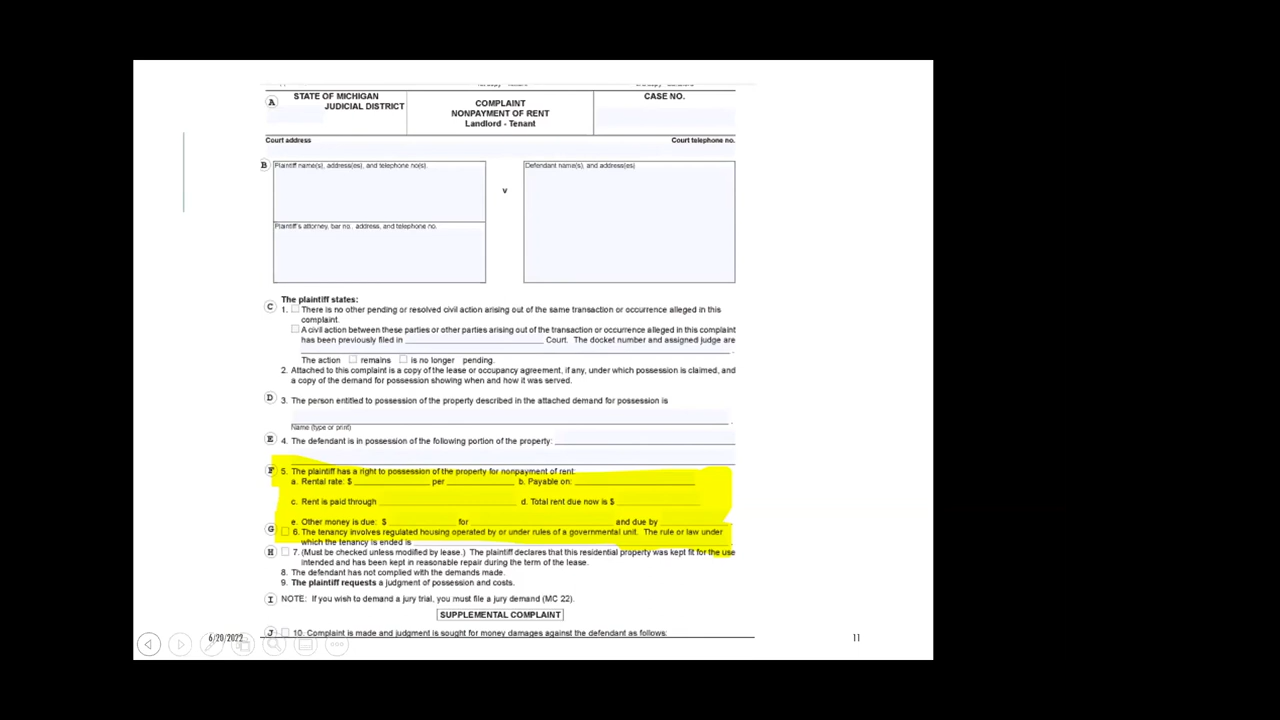 STATE OF MICHIGAN
JUDICIAL DISTRICT
COMPLAINT
NONPAYMENT OF RENT
Landlord - Tenant
CASE NO.
A
Court address
Court telephone no.
B
Plaintiff name(s), address(es), and telephone no(s).
Defendant name(s), and address(es)
v
Plaintiff's attorney, bar no., address, and telephone no.
C
The plaintiff states:
1. There is no other pending or resolved civil action arising out of the same transaction or occurrence alleged in this
complaint.
A civil action between these parties or other parties arising out of the transaction or occurrence alleged in this complaint
has been previously filed in ______ Court. The docket number and assigned judge are
______ .
The action remains is no longer pending.
2. Attached to this complaint is a copy of the lease or occupancy agreement, if any, under which possession is claimed, and
a copy of the demand for possession showing when and how it was served.
D 3. The person entitled to possession of the property described in the attached demand for possession is
______ .
Name (type or print)
E 4. The defendant is in possession of the following portion of the property: ______
F 5. The plaintiff has a right to possession of the property for nonpayment of rent:
a. Rental rate: $ ______ per ______ b. Payable on: ______
c. Rent is paid through ______ d. Total rent due now is $ ______
e. Other money is due: $ ______ for ______ and due by ______
G 6. The tenancy involves regulated housing operated by or under rules of a governmental unit. The rule or law under
which the tenancy is ended is ______ .
H 7. (Must be checked unless modified by lease.) The plaintiff declares that this residential property was kept fit for the use
intended and has been kept in reasonable repair during the term of the lease.
8. The defendant has not complied with the demands made.
9. The plaintiff requests a judgment of possession and costs.
I NOTE: If you wish to demand a jury trial, you must file a jury demand (MC 22).
SUPPLEMENTAL COMPLAINT
J 10. Complaint is made and judgment is sought for money damages against the defendant as follows:
6/20/2022
11